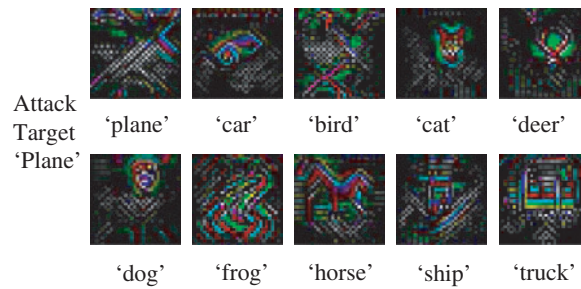 Attack
Target
'Plane'
'plane' 'car' 'bird' 'cat' 'deer'
'dog' 'frog' 'horse' 'ship' 'truck'